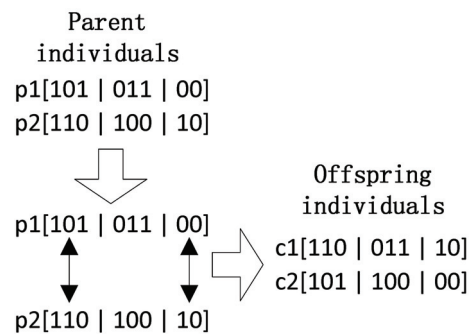 Parent
individuals
p1[101 | 011 | 00]
p2[110 | 100 | 10]
p1[101 | 011 | 00]
p2[110 | 100 | 10]
Offspring
individuals
c1[110 | 011 | 10]
c2[101 | 100 | 00]